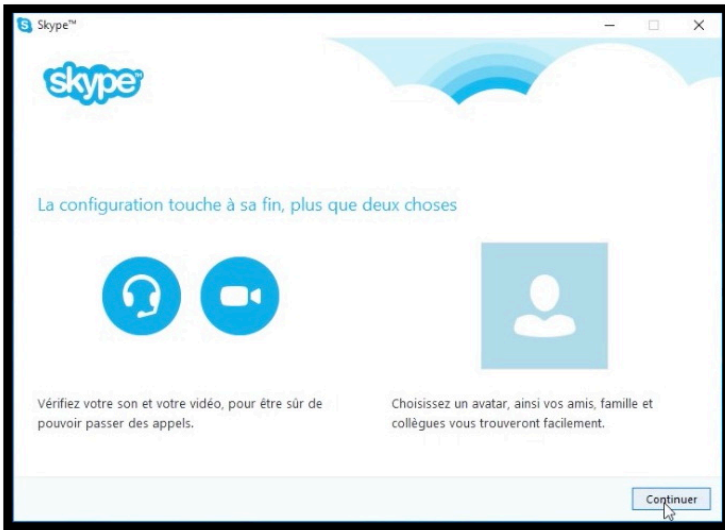 Skype™
skype™
La configuration touche à sa fin, plus que deux choses
Vérifiez votre son et votre vidéo, pour être sûr de
pouvoir passer des appels.
Choisissez un avatar, ainsi vos amis, famille et
collègues vous trouveront facilement.
Continuer